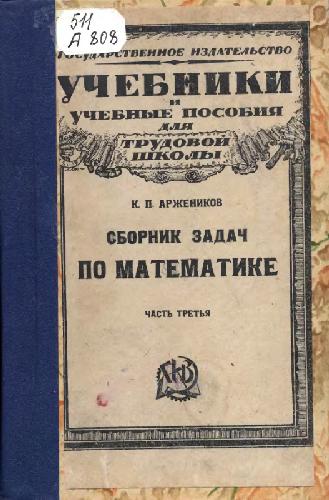 511
А 808
ГОСУДАРСТВЕННОЕ ИЗДАТЕЛЬСТВО
УЧЕБНИКИ
и
УЧЕБНЫЕ ПОСОБИЯ
ДЛЯ
ТРУДОВОЙ
ШКОЛЫ
К. П. АРЖЕНИКОВ
СБОРНИК ЗАДАЧ
ПО МАТЕМАТИКЕ
ЧАСТЬ ТРЕТЬЯ